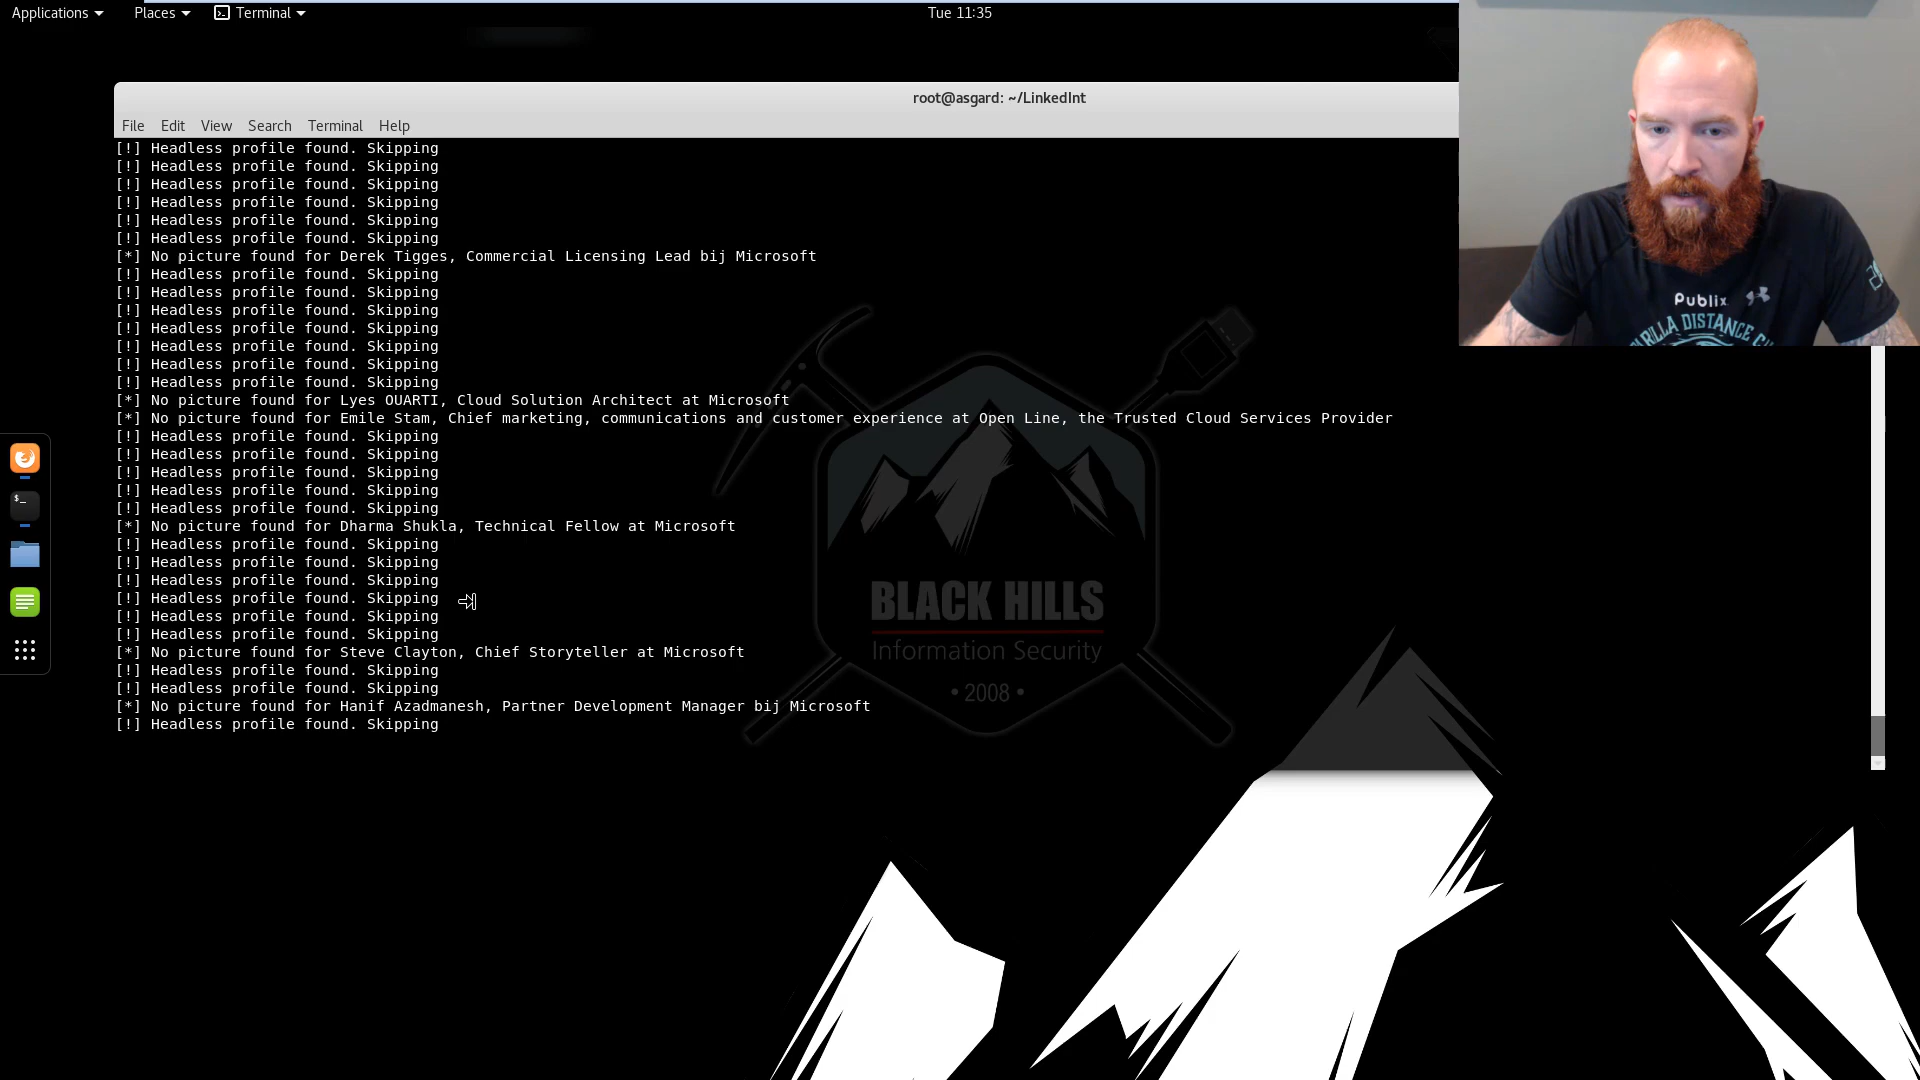 Applications
Places
Terminal
Tue 11:35
root@asgard: ~/LinkedInt
File Edit View Search Terminal Help
[!] Headless profile found. Skipping
[!] Headless profile found. Skipping
[!] Headless profile found. Skipping
[!] Headless profile found. Skipping
[!] Headless profile found. Skipping
[!] Headless profile found. Skipping
[*] No picture found for Derek Tigges, Commercial Licensing Lead bij Microsoft
[!] Headless profile found. Skipping
[!] Headless profile found. Skipping
[!] Headless profile found. Skipping
[!] Headless profile found. Skipping
[!] Headless profile found. Skipping
[!] Headless profile found. Skipping
[!] Headless profile found. Skipping
[*] No picture found for Lyes OUARTI, Cloud Solution Architect at Microsoft
[*] No picture found for Emile Stam, Chief marketing, communications and customer experience at Open Line, the Trusted Cloud Services Provider
[!] Headless profile found. Skipping
[!] Headless profile found. Skipping
[!] Headless profile found. Skipping
[!] Headless profile found. Skipping
[!] Headless profile found. Skipping
[*] No picture found for Dharma Shukla, Technical Fellow at Microsoft
[!] Headless profile found. Skipping
[!] Headless profile found. Skipping
[!] Headless profile found. Skipping
[!] Headless profile found. Skipping
[!] Headless profile found. Skipping
[!] Headless profile found. Skipping
[*] No picture found for Steve Clayton, Chief Storyteller at Microsoft
[!] Headless profile found. Skipping
[!] Headless profile found. Skipping
[*] No picture found for Hanif Azadmanesh, Partner Development Manager bij Microsoft
[!] Headless profile found. Skipping
BLACK HILLS
Information Security
• 2008 •
Publix
DISTANCE
$_